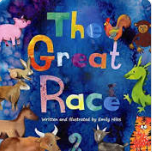 The
Great
Race
Written and illustrated by Emily Hiles